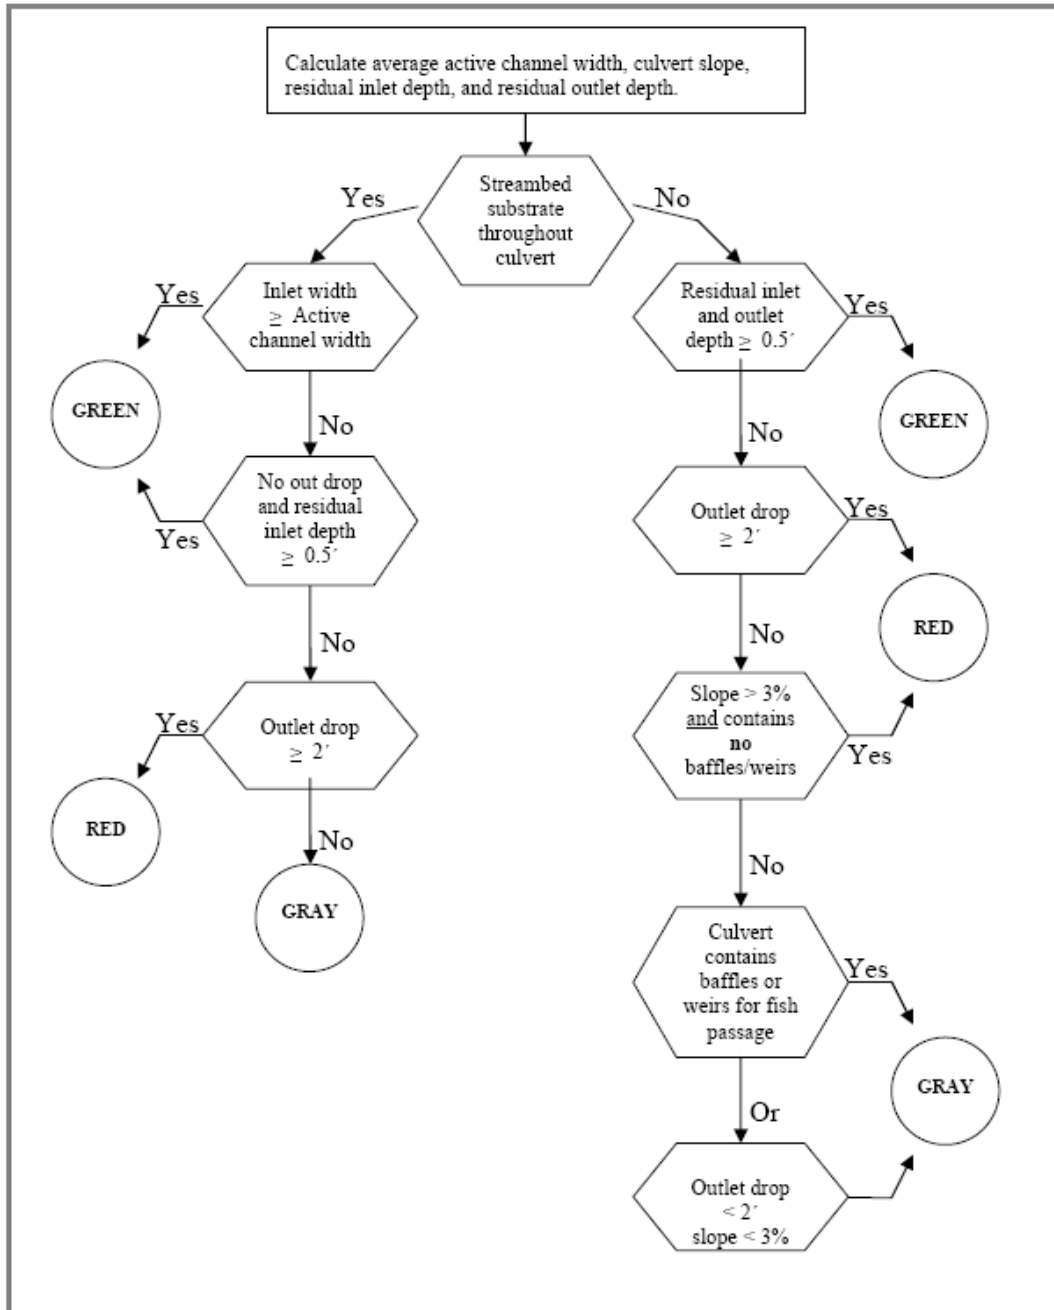 Calculate average active channel width, culvert slope,
residual inlet depth, and residual outlet depth.
Yes
Streambed
substrate
throughout
culvert
No
Yes
Inlet width
≥ Active
channel width
Residual inlet
and outlet
depth ≥ 0.5´
Yes
GREEN
GREEN
No
No
No out drop
and residual
inlet depth
≥ 0.5´
Yes
Outlet drop
≥ 2´
Yes
RED
No
No
Yes
Outlet drop
≥ 2´
Slope > 3%
and contains
no
baffles/weirs
Yes
RED
No
GRAY
No
Culvert
contains
baffles or
weirs for fish
passage
Yes
GRAY
Or
Outlet drop
< 2´
slope < 3%